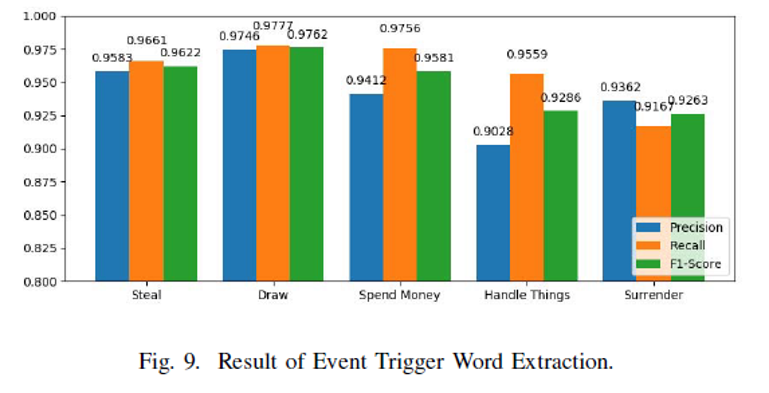 1.000
0.975
0.950
0.925
0.900
0.875
0.850
0.825
0.800
0.9583
0.9661
0.9622
0.9746
0.9777
0.9762
0.9412
0.9756
0.9581
0.9028
0.9559
0.9286
0.9362
0.9167
0.9263
Precision
Recall
F1-Score
Steal
Draw
Spend Money
Handle Things
Surrender
Fig. 9. Result of Event Trigger Word Extraction.